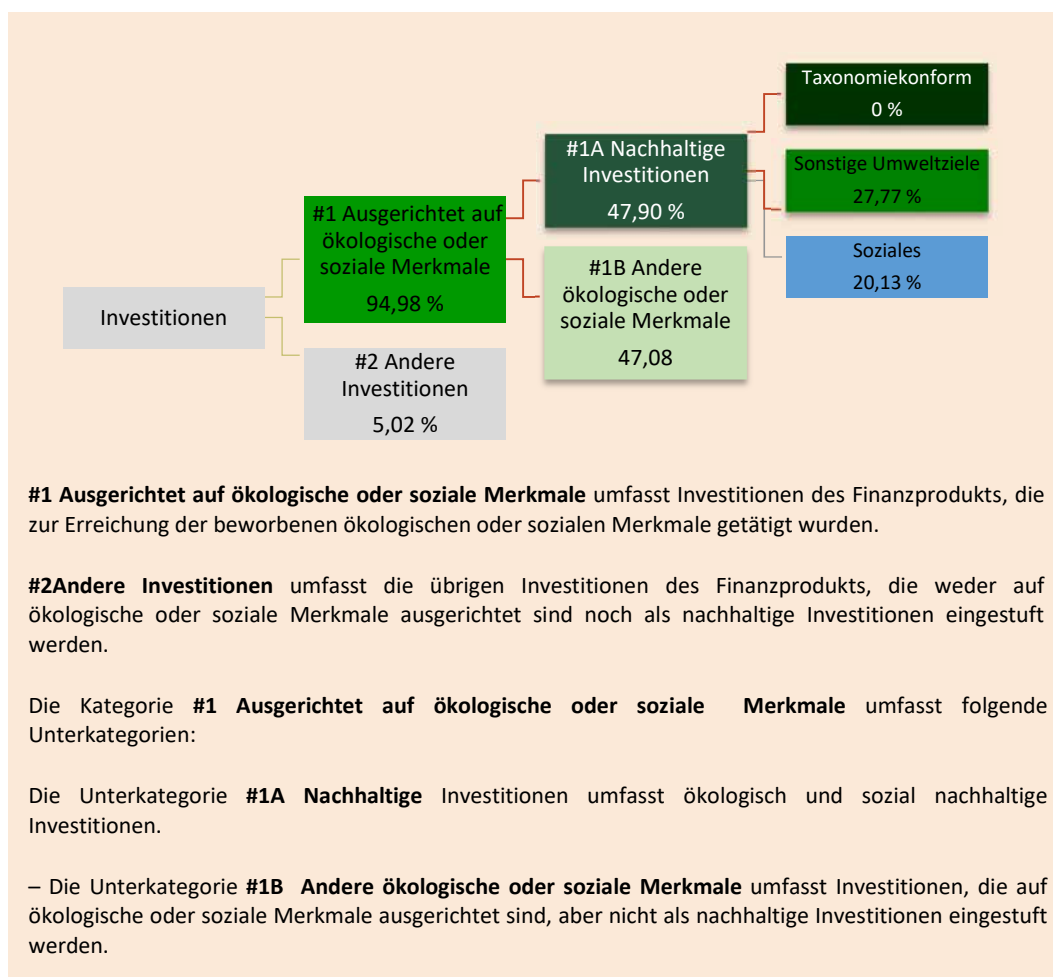 Taxonomiekonform
0 %
#1A Nachhaltige
Investitionen
47,90 %
Sonstige Umweltziele
27,77 %
#1 Ausgerichtet auf
ökologische oder
soziale Merkmale
94,98 %
Soziales
20,13 %
#1B Andere
ökologische oder
soziale Merkmale
47,08
Investitionen
#2 Andere
Investitionen
5,02 %
#1 Ausgerichtet auf ökologische oder soziale Merkmale umfasst Investitionen des Finanzprodukts, die
zur Erreichung der beworbenen ökologischen oder sozialen Merkmale getätigt wurden.
#2Andere Investitionen umfasst die übrigen Investitionen des Finanzprodukts, die weder auf
ökologische oder soziale Merkmale ausgerichtet sind noch als nachhaltige Investitionen eingestuft
werden.
Die Kategorie #1 Ausgerichtet auf ökologische oder soziale Merkmale umfasst folgende
Unterkategorien:
Die Unterkategorie #1A Nachhaltige Investitionen umfasst ökologisch und sozial nachhaltige
Investitionen.
– Die Unterkategorie #1B Andere ökologische oder soziale Merkmale umfasst Investitionen, die auf
ökologische oder soziale Merkmale ausgerichtet sind, aber nicht als nachhaltige Investitionen eingestuft
werden.